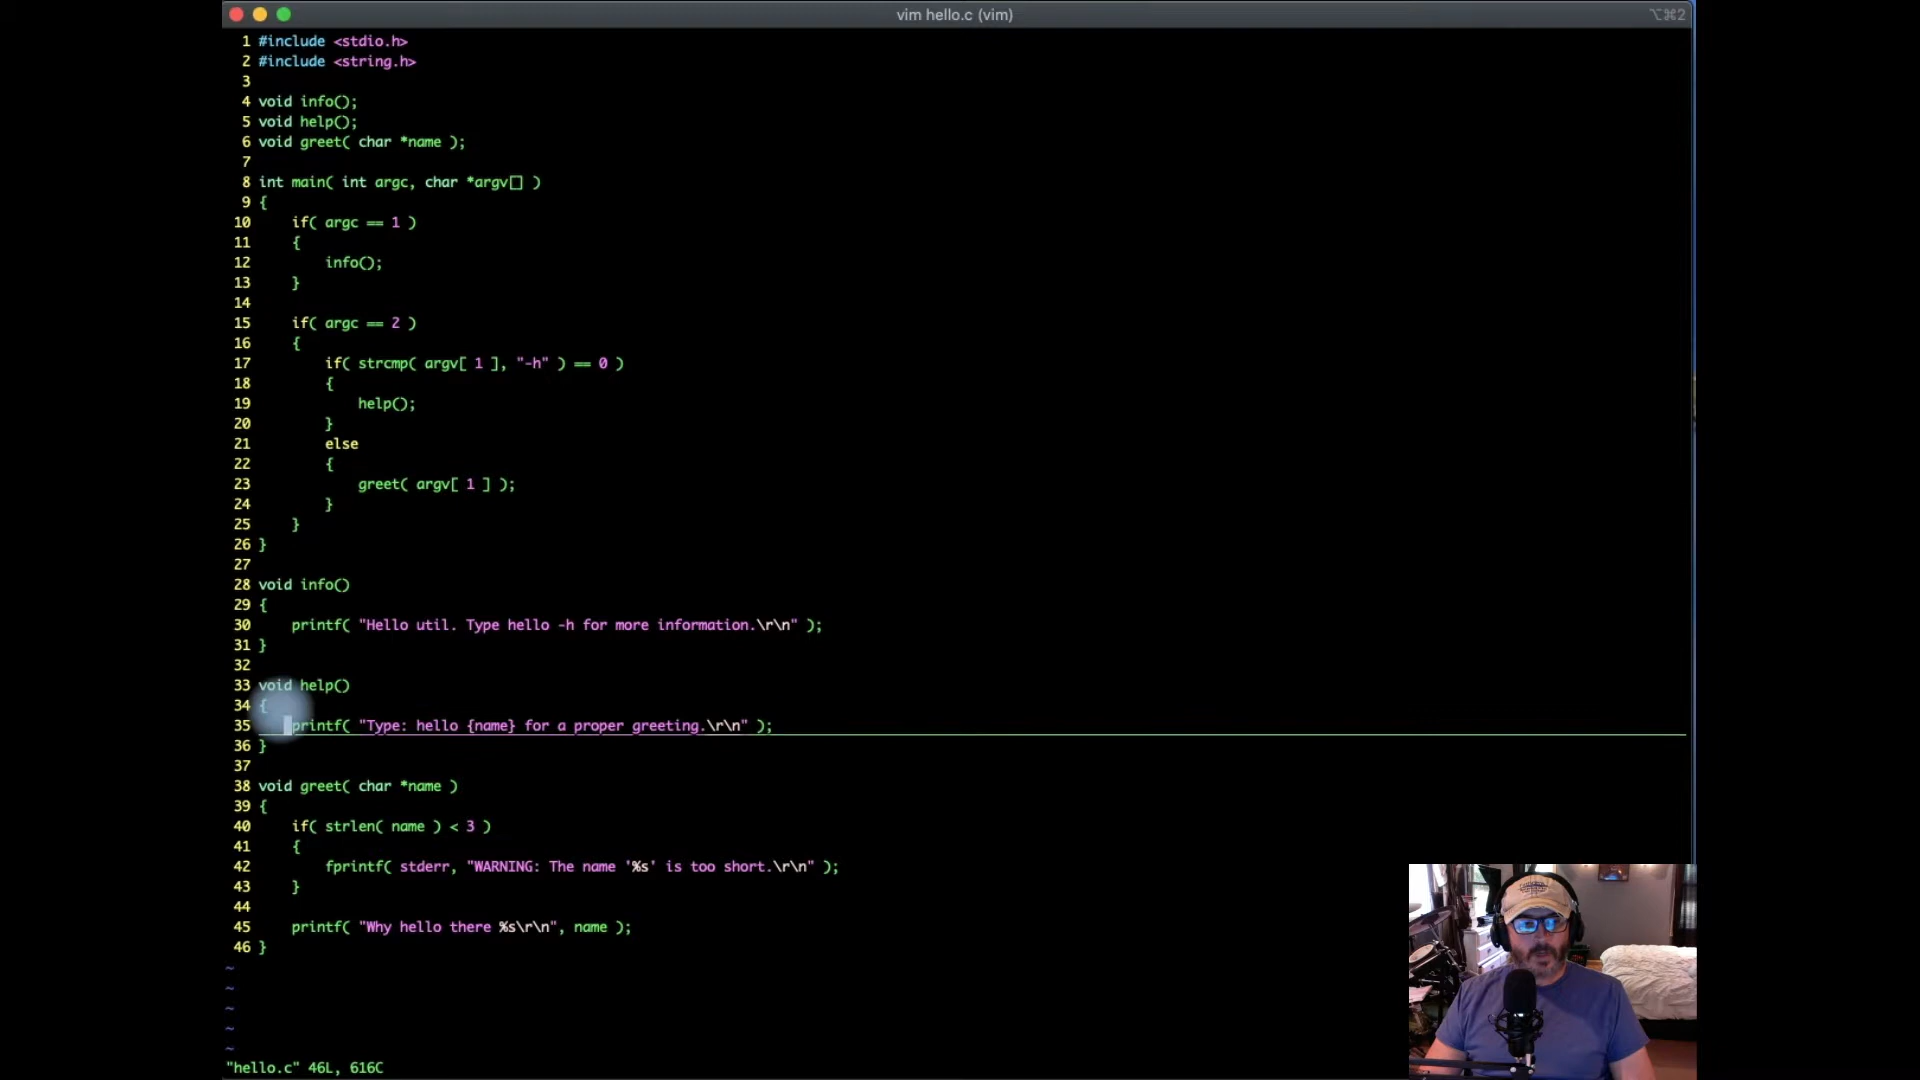 vim hello.c (vim)
⌥⌘2
1 #include <stdio.h>
2 #include <string.h>
3
4 void info();
5 void help();
6 void greet( char *name );
7
8 int main( int argc, char *argv[] )
9 {
10     if( argc == 1 )
11     {
12         info();
13     }
14
15     if( argc == 2 )
16     {
17         if( strcmp( argv[ 1 ], "-h" ) == 0 )
18         {
19             help();
20         }
21         else
22         {
23             greet( argv[ 1 ] );
24         }
25     }
26 }
27
28 void info()
29 {
30     printf( "Hello util. Type hello -h for more information.\r\n" );
31 }
32
33 void help()
34 {
35     printf( "Type: hello {name} for a proper greeting.\r\n" );
36 }
37
38 void greet( char *name )
39 {
40     if( strlen( name ) < 3 )
41     {
42         fprintf( stderr, "WARNING: The name '%s' is too short.\r\n" );
43     }
44
45     printf( "Why hello there %s\r\n", name );
46 }
~
~
~
~
~
"hello.c" 46L, 616C